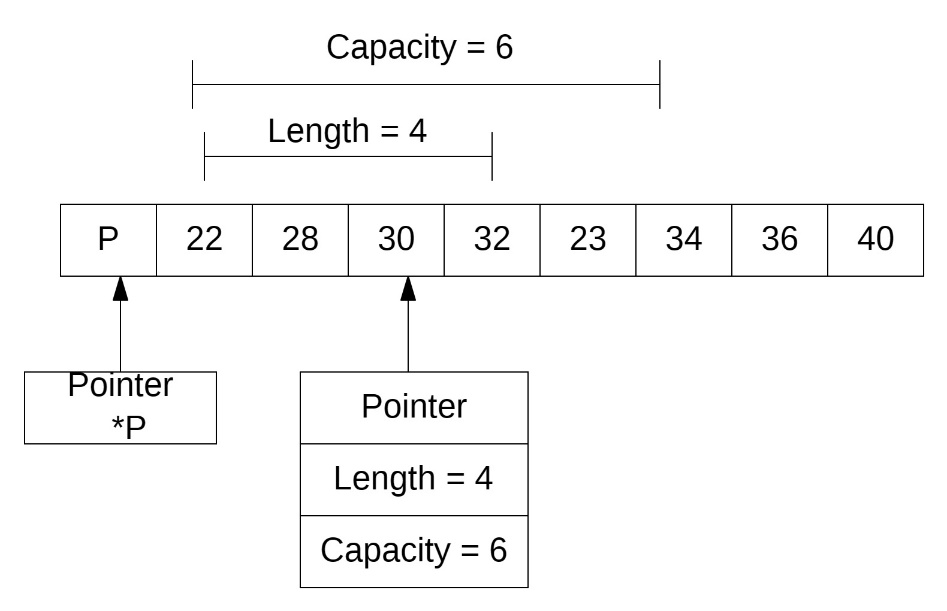 Capacity = 6
Length = 4
P 22 28 30 32 23 34 36 40
Pointer
*P
Pointer
Length = 4
Capacity = 6